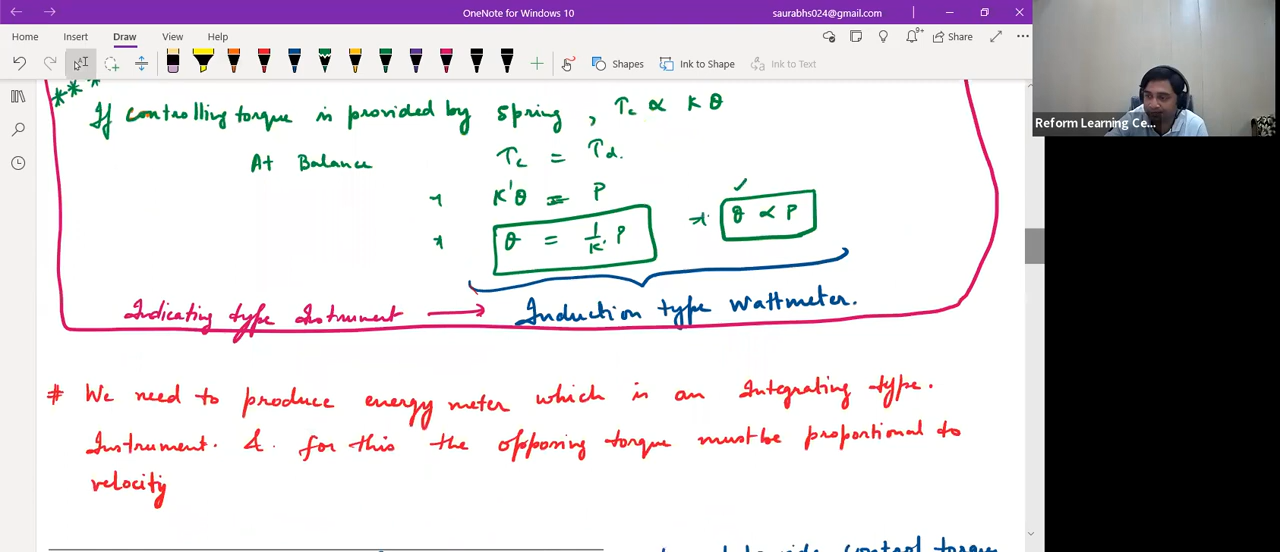 OneNote for Windows 10
saurabhs024@gmail.com
Home Insert Draw View Help
Share
Shapes Ink to Shape Ink to Text
Reform Learning Ce...
***
If controlling torque is provided by spring, Tc ∝ K θ
At Balance Tc = Td.
K'θ = P
θ = 1/K' P
θ ∝ P
Indicating type Instrument → Induction type wattmeter.
# We need to produce energy meter which is an Integrating type.
Instrument. &. for this the opposing torque must be proportional to
velocity
control torque